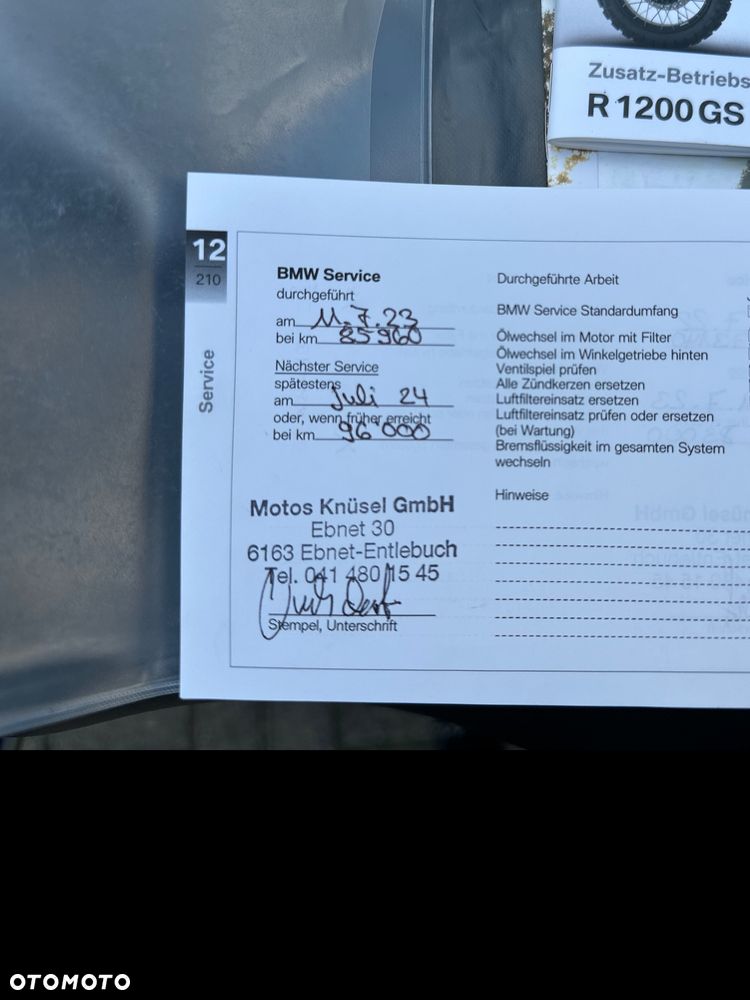 Zusatz-Betriebs
R 1200 GS
12
210
Service
BMW Service
durchgeführt
am 11.7.23
bei km 85960
Nächster Service
spätestens
am Juli 24
oder, wenn früher erreicht
bei km 96'000
Motos Knüsel GmbH
Ebnet 30
6163 Ebnet-Entlebuch
Tel. 041 480 15 45
Stempel, Unterschrift
Durchgeführte Arbeit
BMW Service Standardumfang
Ölwechsel im Motor mit Filter
Ölwechsel im Winkelgetriebe hinten
Ventilspiel prüfen
Alle Zündkerzen ersetzen
Luftfiltereinsatz ersetzen
Luftfiltereinsatz prüfen oder ersetzen
(bei Wartung)
Bremsflüssigkeit im gesamten System
wechseln
Hinweise
OTOMOTO